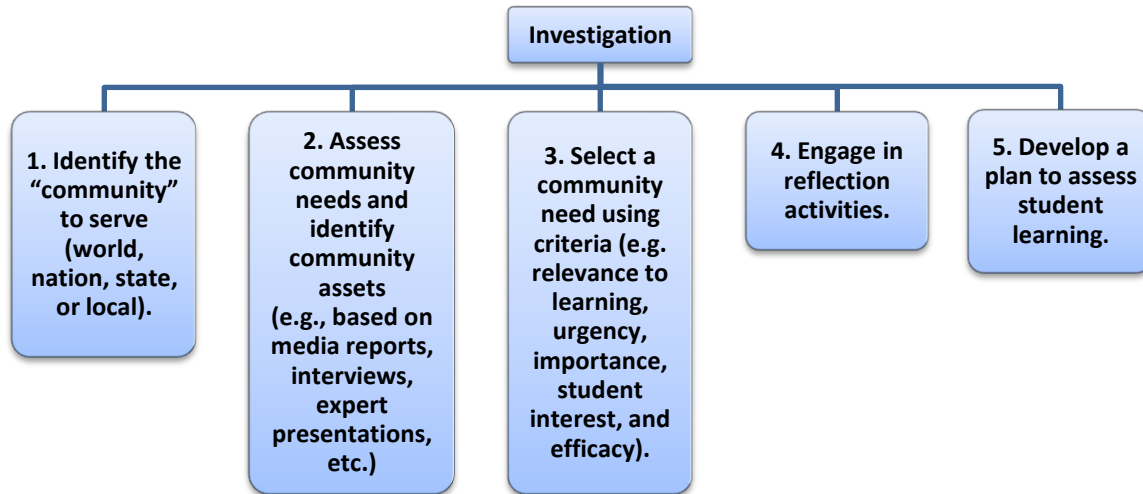 Investigation
1. Identify the
“community”
to serve
(world,
nation, state,
or local).
2. Assess
community
needs and
identify
community
assets
(e.g., based on
media reports,
interviews,
expert
presentations,
etc.)
3. Select a
community
need using
criteria (e.g.
relevance to
learning,
urgency,
importance,
student
interest, and
efficacy).
4. Engage in
reflection
activities.
5. Develop a
plan to assess
student
learning.